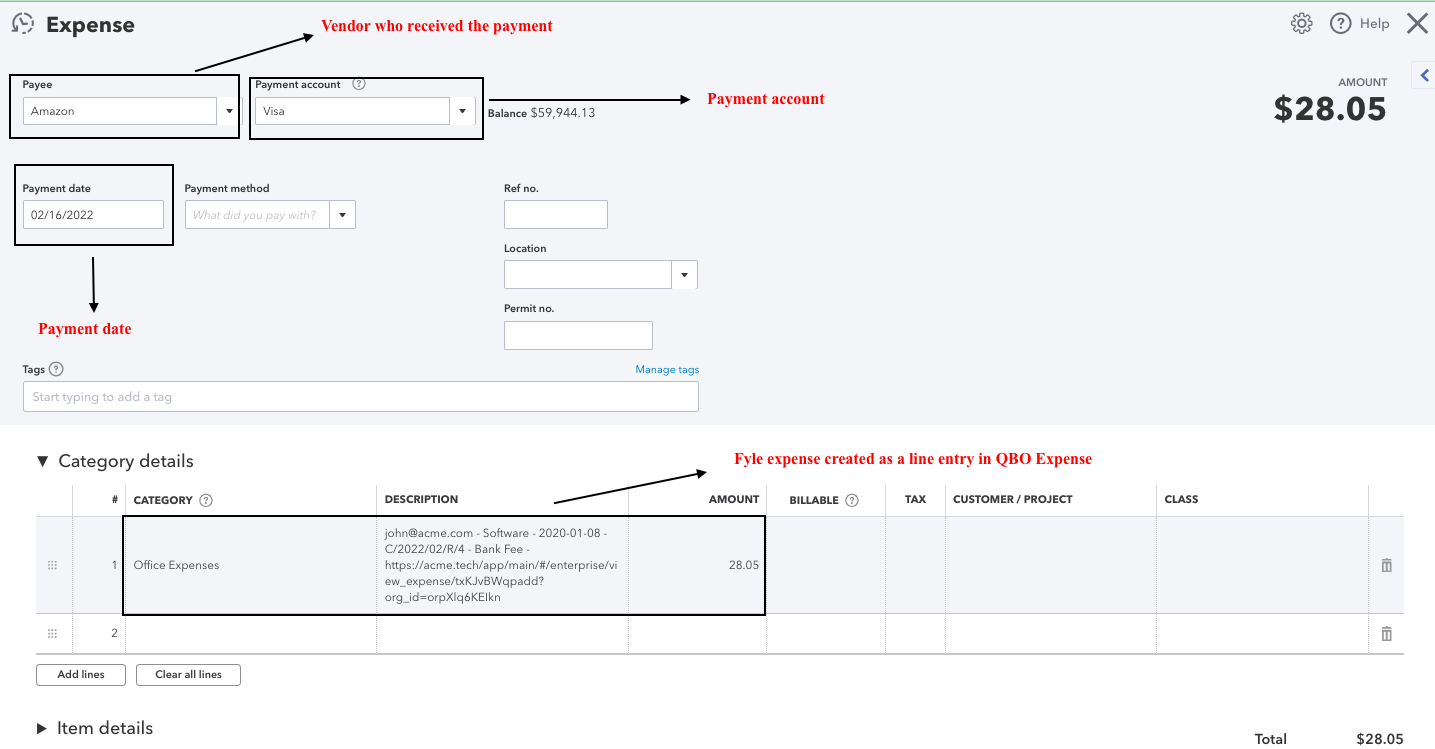 Expense
Vendor who received the payment
Help
Payee
Payment account ?
AMOUNT
Amazon
Visa
Balance $59,944.13
Payment account
$28.05
Payment date
Payment method
Ref no.
02/16/2022
What did you pay with?
Location
Permit no.
Payment date
Tags ?
Manage tags
Start typing to add a tag
Category details
Fyle expense created as a line entry in QBO Expense
# CATEGORY ? DESCRIPTION AMOUNT BILLABLE ? TAX CUSTOMER / PROJECT CLASS
john@acme.com - Software - 2020-01-08 -
C/2022/02/R/4 - Bank Fee -
1 Office Expenses https://acme.tech/app/main/#/enterprise/vi 28.05
ew_expense/txKJvBWqpadd?
org_id=orpXlq6KEIkn
2
Add lines Clear all lines
Item details
Total $28.05